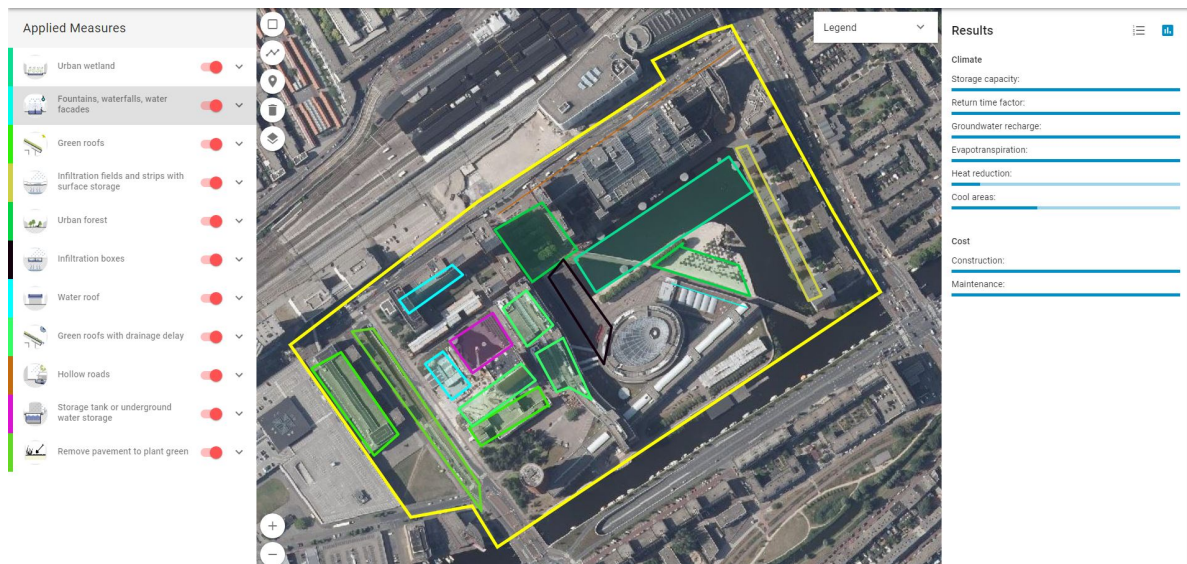 Applied Measures
Urban wetland
Fountains, waterfalls, water
facades
Green roofs
Infiltration fields and strips with
surface storage
Urban forest
Infiltration boxes
Water roof
Green roofs with drainage delay
Hollow roads
Storage tank or underground
water storage
Remove pavement to plant green
Legend
Results
Climate
Storage capacity:
Return time factor:
Groundwater recharge:
Evapotranspiration:
Heat reduction:
Cool areas:
Cost
Construction:
Maintenance: